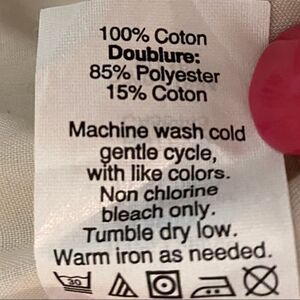 100% Coton
Doublure:
85% Polyester
15% Coton
Machine wash cold
gentle cycle,
with like colors.
Non chlorine
bleach only.
Tumble dry low.
Warm iron as needed.
30